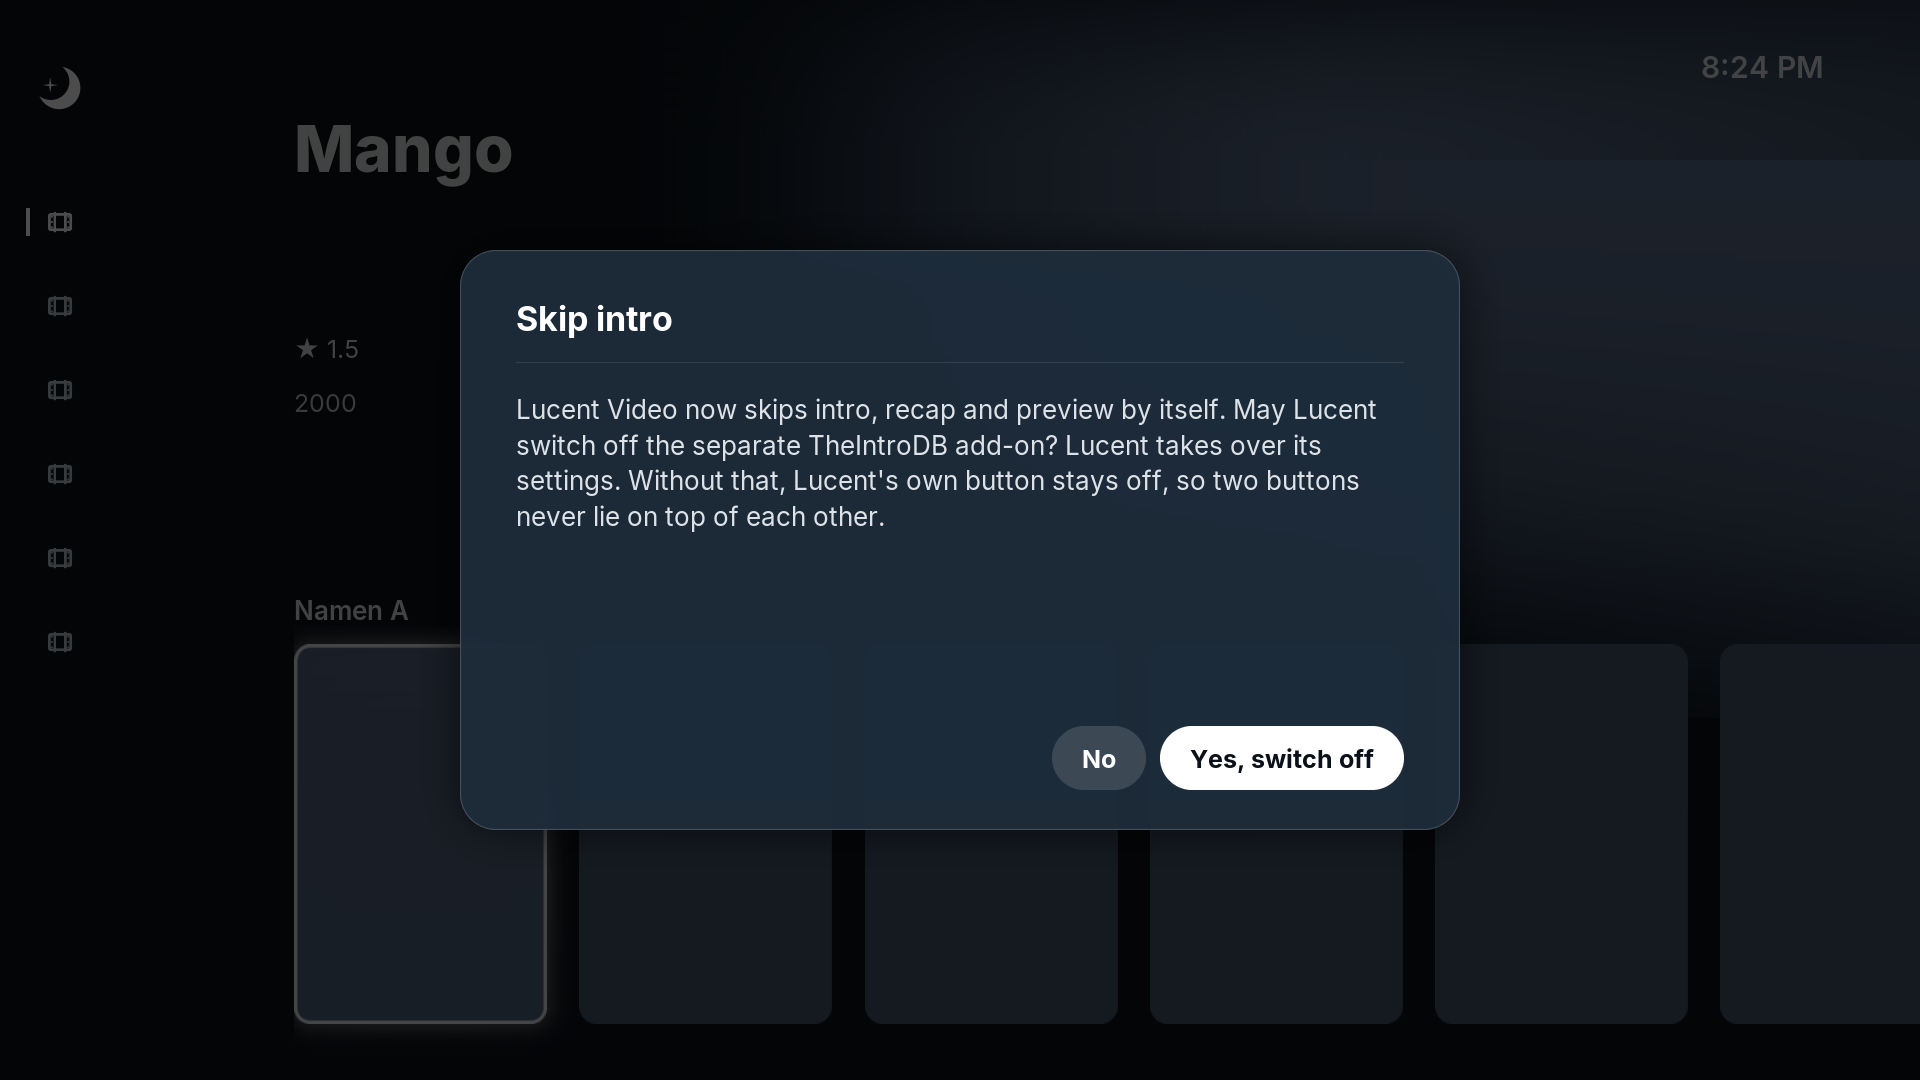 8:24 PM
Mango
★ 1.5
2000
Namen A
Skip intro
Lucent Video now skips intro, recap and preview by itself. May Lucent
switch off the separate TheIntroDB add-on? Lucent takes over its
settings. Without that, Lucent's own button stays off, so two buttons
never lie on top of each other.
No
Yes, switch off